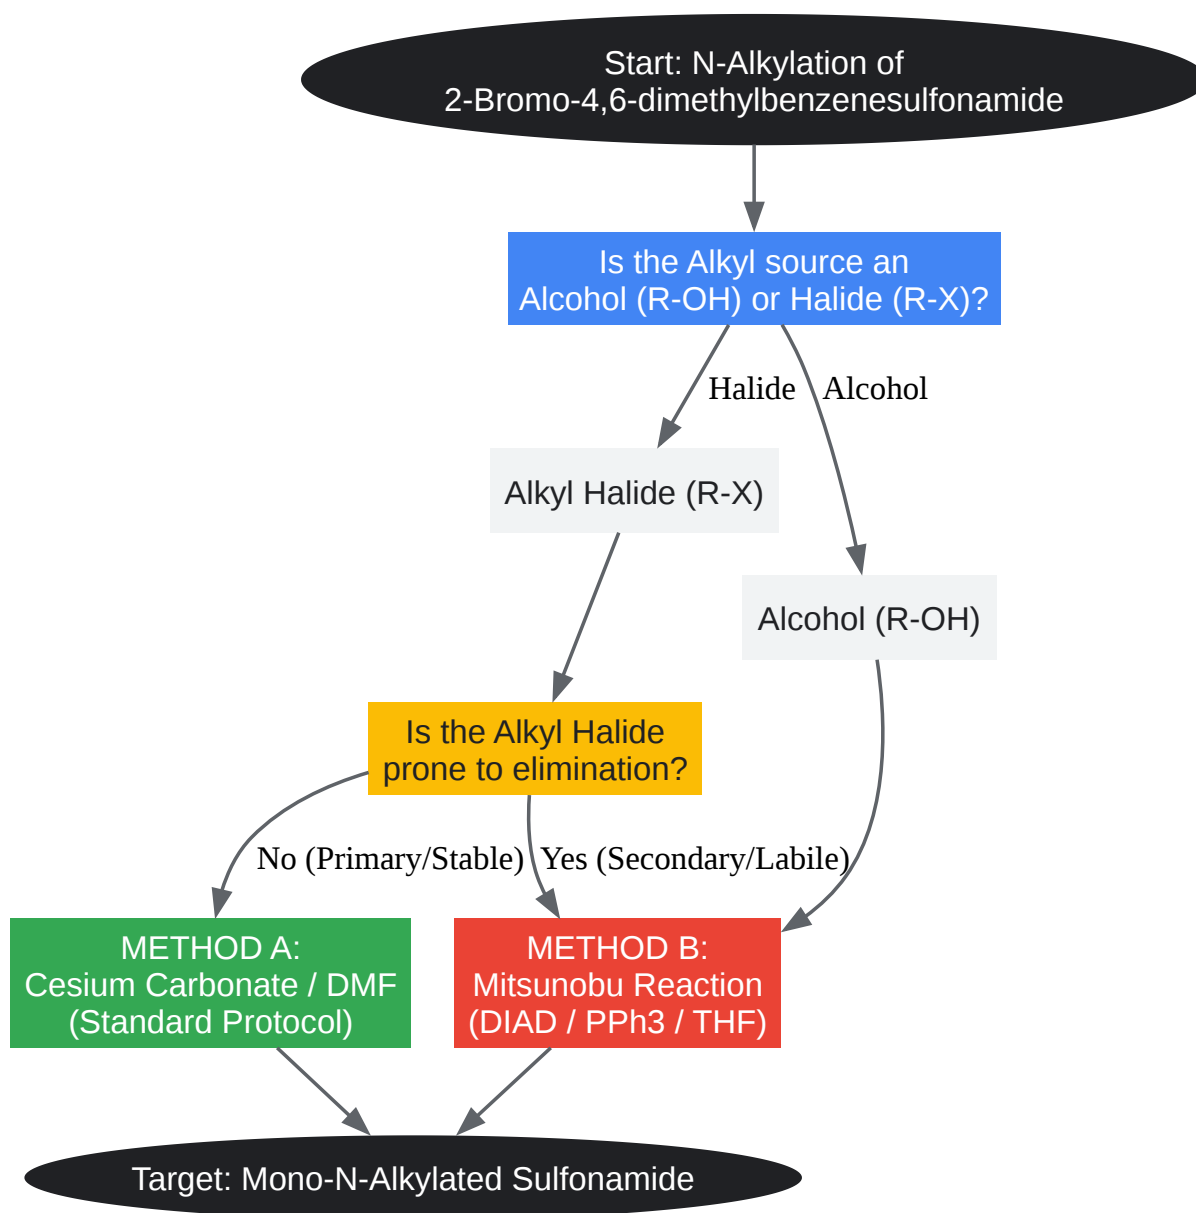 Start: N-Alkylation of
2-Bromo-4,6-dimethylbenzenesulfonamide
Is the Alkyl source an
Alcohol (R-OH) or Halide (R-X)?
Halide
Alcohol
Alkyl Halide (R-X)
Alcohol (R-OH)
Is the Alkyl Halide
prone to elimination?
No (Primary/Stable)
Yes (Secondary/Labile)
METHOD A:
Cesium Carbonate / DMF
(Standard Protocol)
METHOD B:
Mitsunobu Reaction
(DIAD / PPh3 / THF)
Target: Mono-N-Alkylated Sulfonamide